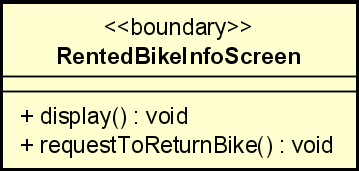 <<boundary>>
RentedBikeInfoScreen
+ display() : void
+ requestToReturnBike() : void